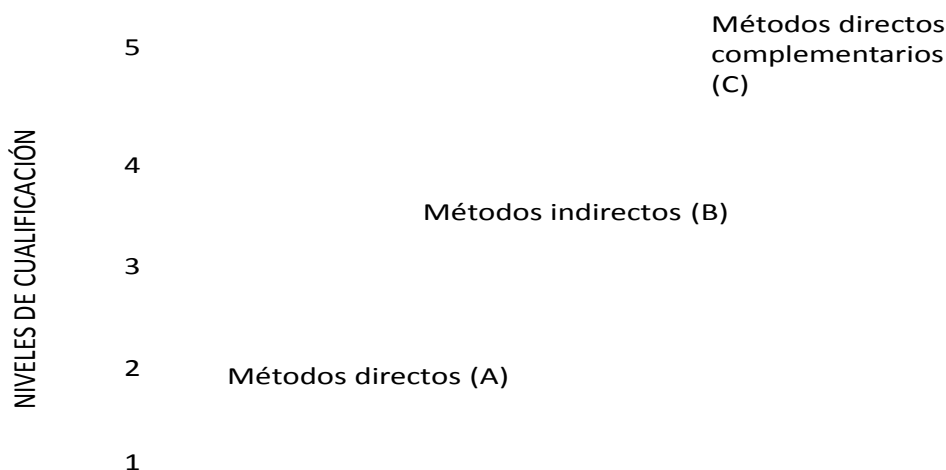 NIVELES DE CUALIFICACIÓN
5
Métodos directos
complementarios
(C)
4
Métodos indirectos (B)
3
2
Métodos directos (A)
1